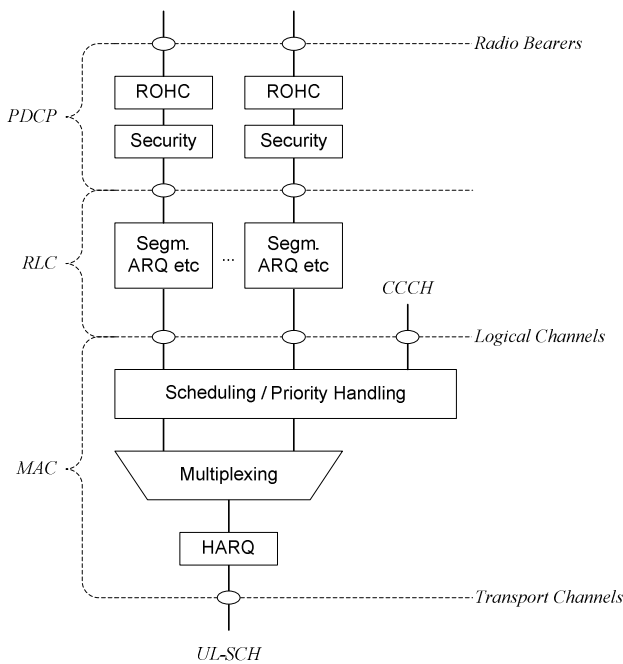 Radio Bearers
ROHC
ROHC
PDCP
Security
Security
Segm.
ARQ etc
...
Segm.
ARQ etc
RLC
CCCH
Logical Channels
Scheduling / Priority Handling
Multiplexing
MAC
HARQ
Transport Channels
UL-SCH